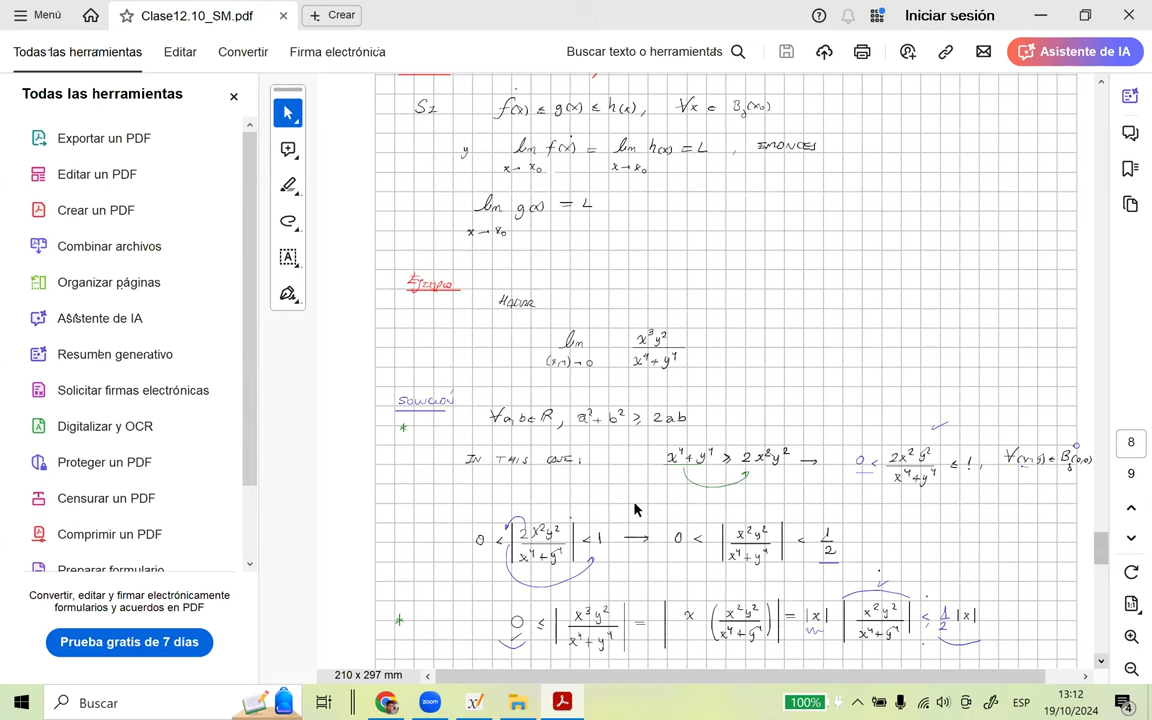 Menú
Clase12.10_SM.pdf
Crear
Iniciar sesión
Todas las herramientas
Editar
Convertir
Firma electrónica
Buscar texto o herramientas
Asistente de IA
Todas las herramientas
Exportar un PDF
Editar un PDF
Crear un PDF
Combinar archivos
Organizar páginas
Asistente de IA
Resumen generativo
Solicitar firmas electrónicas
Digitalizar y OCR
Proteger un PDF
Censurar un PDF
Comprimir un PDF
Preparar formulario
Convertir, editar y firmar electrónicamente
formularios y acuerdos en PDF
Prueba gratis de 7 días
SI f(x) ≤ g(x) ≤ h(x), ∀x ∈ B_δ(x₀)
y lim f(x) = lim h(x) = L, ENTONCES
x→x₀ x→x₀
lim g(x) = L
x→x₀
Ejemplo
HALLAR
lim x³y² / x⁴+y⁴
(x,y)→0
SOLUCIÓN
∀a,b∈R, a²+b² ≥ 2ab
*
IN THIS CASE: x⁴+y⁴ ≥ 2x²y² → 0 < 2x²y² / x⁴+y⁴ ≤ 1, ∀(x,y)∈B_δ(0,0)
0 < |2x²y² / x⁴+y⁴| < 1 → 0 < |x²y² / x⁴+y⁴| < 1/2
* 0 ≤ |x³y² / x⁴+y⁴| = |x (x²y² / x⁴+y⁴)| = |x| |x²y² / x⁴+y⁴| ≤ 1/2 |x|
8
9
210 x 297 mm
Buscar
zoom
100%
ESP
13:12
19/10/2024
4